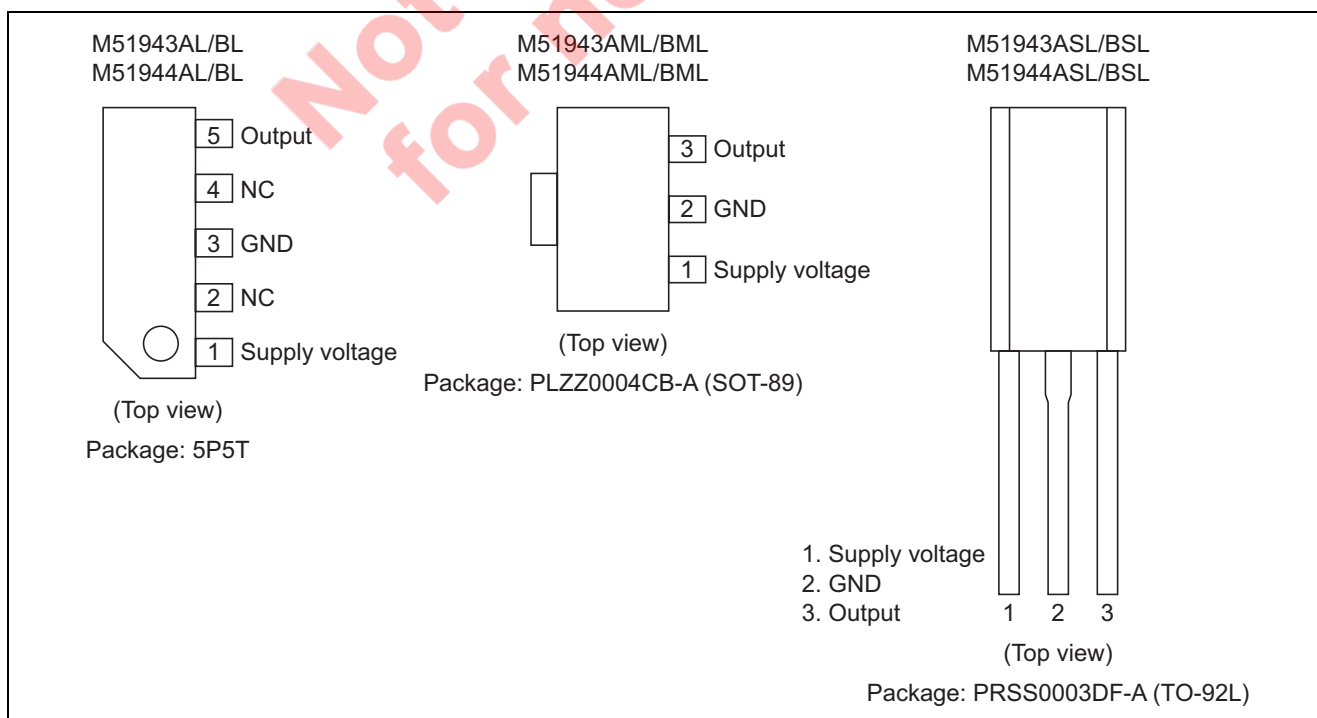 Not
for n
M51943AL/BL
M51944AL/BL
5 Output
4 NC
3 GND
2 NC
1 Supply voltage
(Top view)
Package: 5P5T
M51943AML/BML
M51944AML/BML
3 Output
2 GND
1 Supply voltage
(Top view)
Package: PLZZ0004CB-A (SOT-89)
M51943ASL/BSL
M51944ASL/BSL
1. Supply voltage
2. GND
3. Output
1 2 3
(Top view)
Package: PRSS0003DF-A (TO-92L)